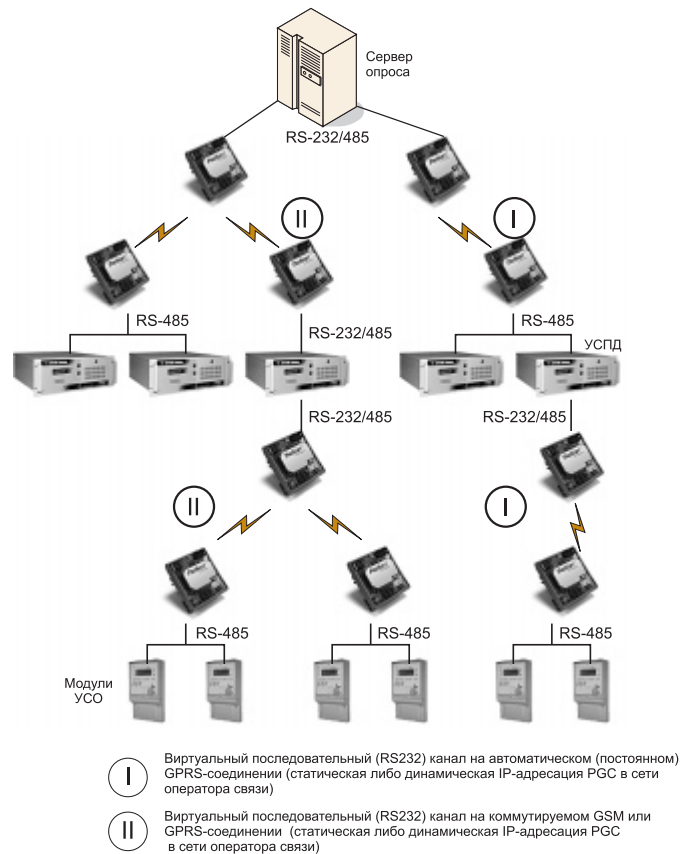 Сервер
опроса
RS-232/485
II
I
RS-485
RS-232/485
RS-485
УСПД
RS-232/485
RS-232/485
II
I
RS-485
RS-485
RS-485
Модули
УСО
I
Виртуальный последовательный (RS232) канал на автоматическом (постоянном)
GPRS-соединении (статическая либо динамическая IP-адресация PGC в сети
оператора связи)
II
Виртуальный последовательный (RS232) канал на коммутируемом GSM или
GPRS-соединении (статическая либо динамическая IP-адресация PGC
в сети оператора связи)